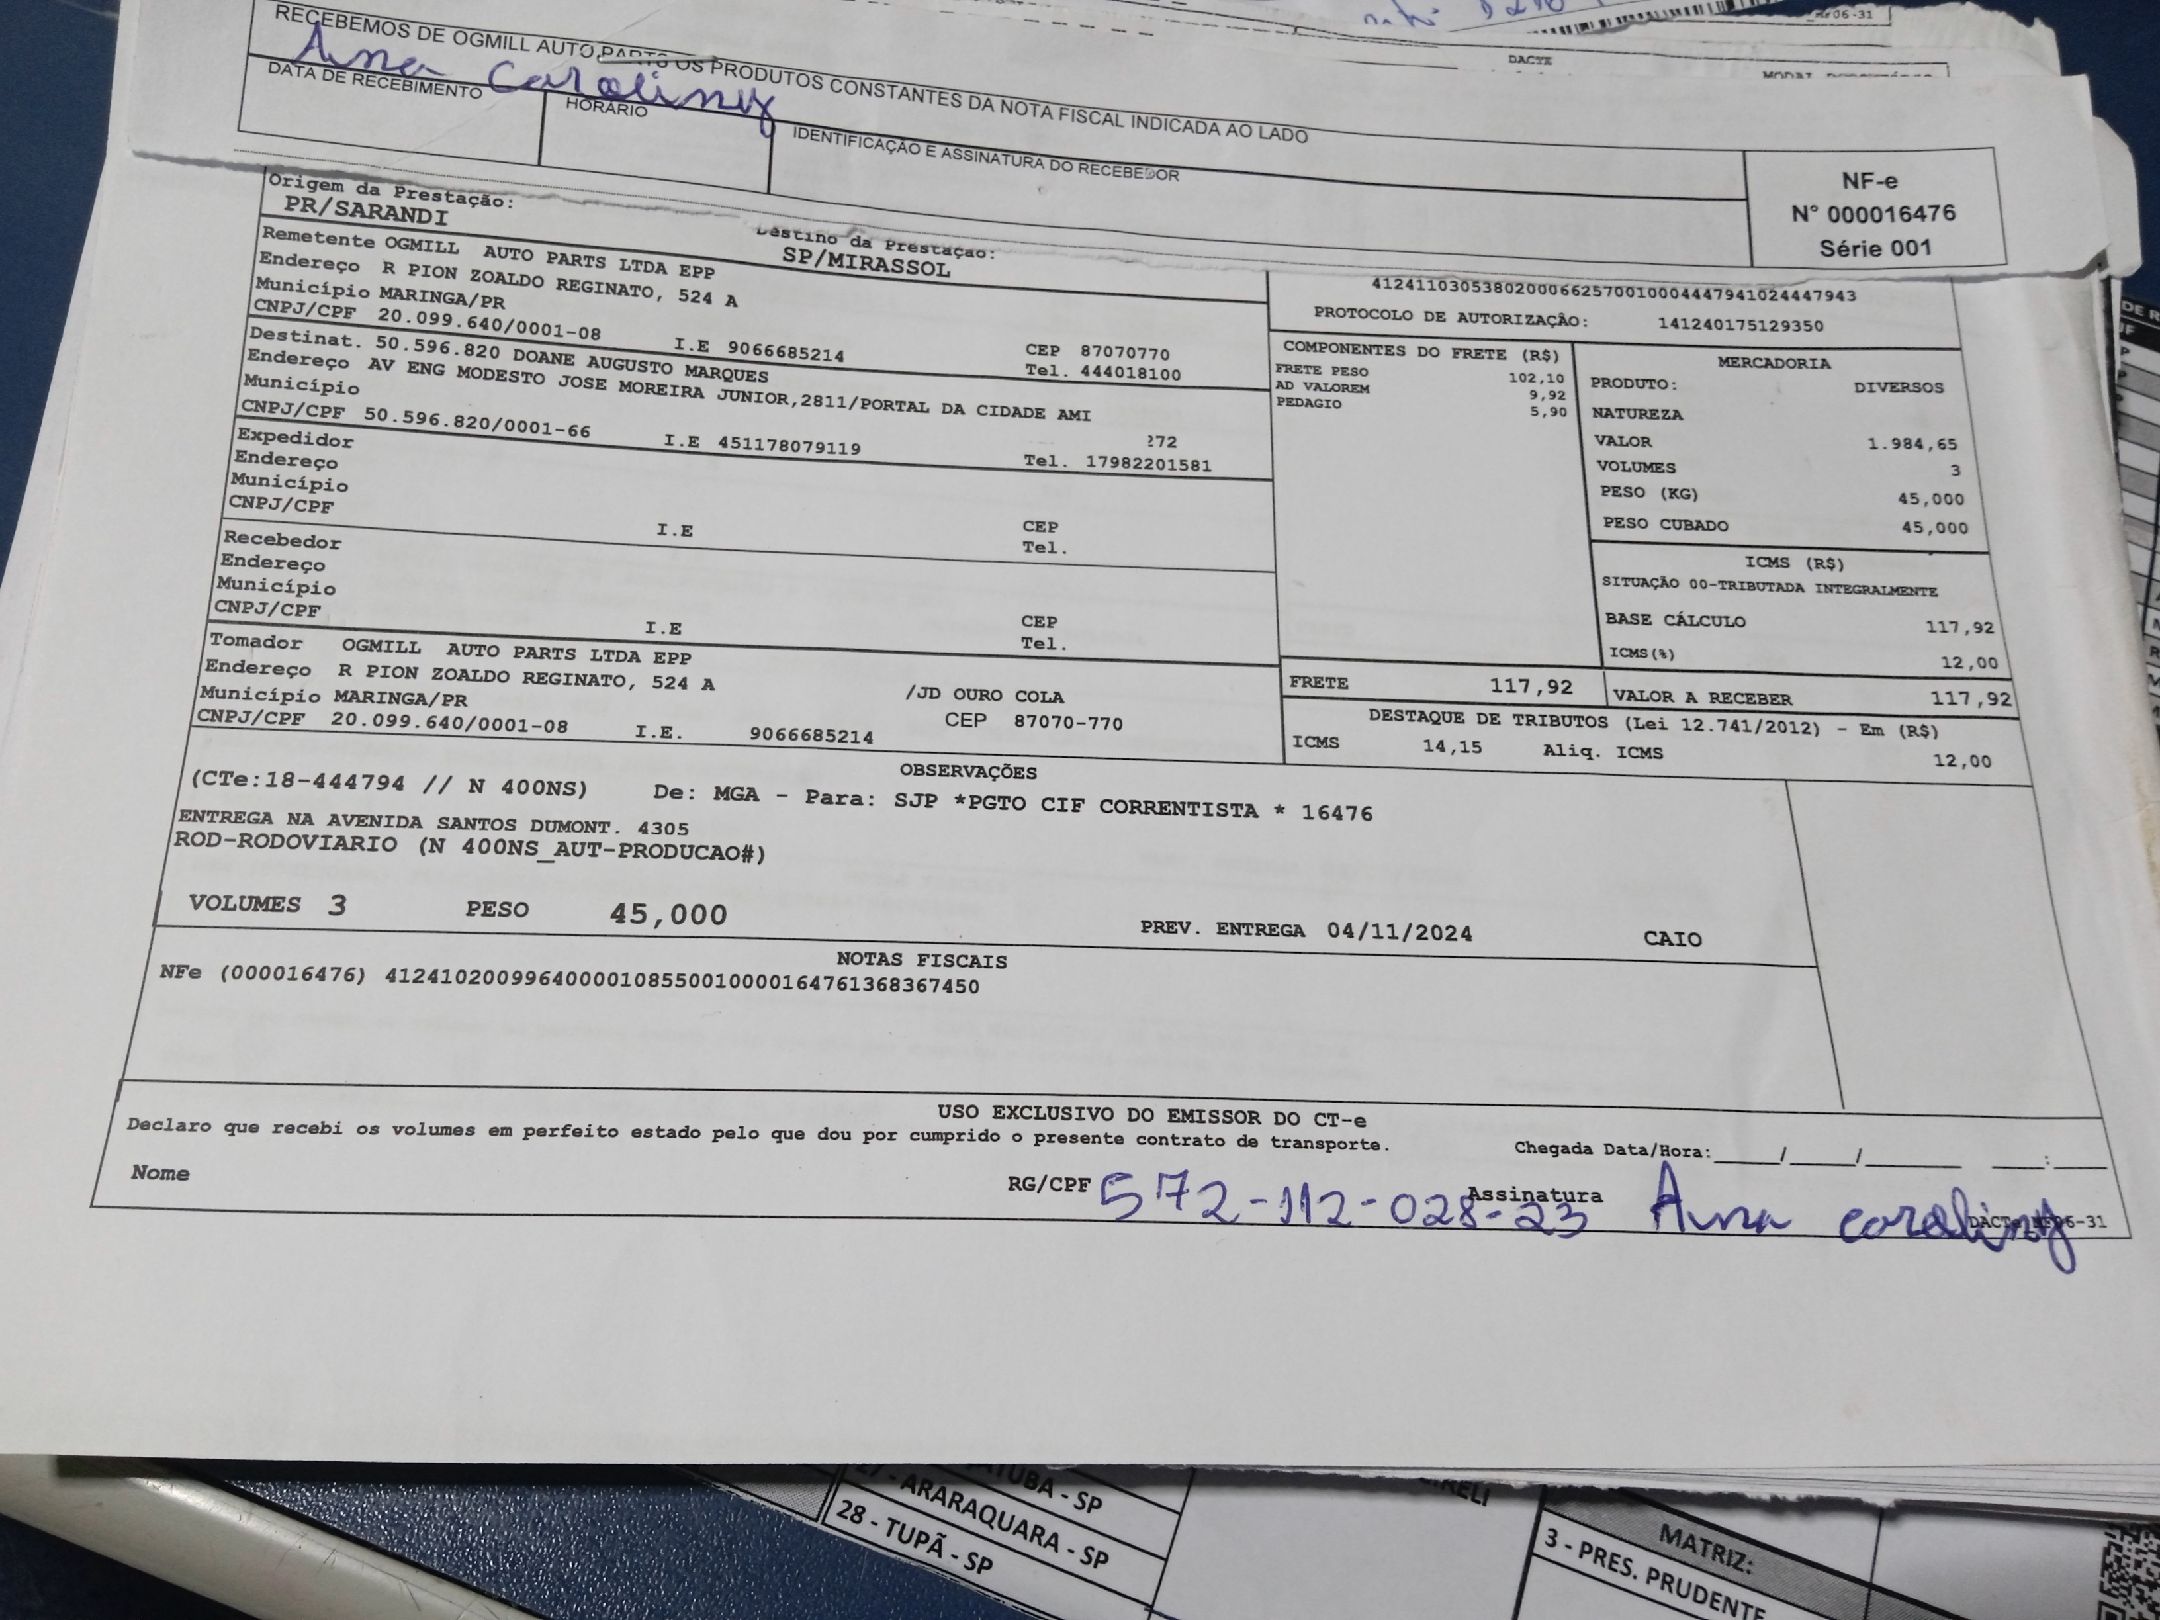 RECEBEMOS DE OGMILL AUTO PARTS OS PRODUTOS CONSTANTES DA NOTA FISCAL INDICADA AO LADO
Ana Caroliny
DATA DE RECEBIMENTO
HORÁRIO
IDENTIFICAÇÃO E ASSINATURA DO RECEBEDOR
NF-e
N° 000016476
Série 001
DACTE
Origem da Prestação:
PR/SARANDI
Destino da Prestação:
SP/MIRASSOL
Remetente OGMILL AUTO PARTS LTDA EPP
Endereço R PION ZOALDO REGINATO, 524 A
Município MARINGA/PR
CNPJ/CPF 20.099.640/0001-08 I.E 9066685214
CEP 87070770
Tel. 444018100
Destinat. 50.596.820 DOANE AUGUSTO MARQUES
Endereço AV ENG MODESTO JOSE MOREIRA JUNIOR,2811/PORTAL DA CIDADE AMI
Município
CNPJ/CPF 50.596.820/0001-66 I.E 451178079119
272
Tel. 17982201581
Expedidor
Endereço
Município
CNPJ/CPF I.E
CEP
Tel.
Recebedor
Endereço
Município
CNPJ/CPF I.E
CEP
Tel.
Tomador OGMILL AUTO PARTS LTDA EPP
Endereço R PION ZOALDO REGINATO, 524 A /JD OURO COLA
Município MARINGA/PR CEP 87070-770
CNPJ/CPF 20.099.640/0001-08 I.E. 9066685214
41241103053802000662570010004447941024447943
PROTOCOLO DE AUTORIZAÇÃO: 141240175129350
COMPONENTES DO FRETE (R$)
FRETE PESO 102,10
AD VALOREM 9,92
PEDAGIO 5,90
MERCADORIA
PRODUTO: DIVERSOS
NATUREZA
VALOR 1.984,65
VOLUMES 3
PESO (KG) 45,000
PESO CUBADO 45,000
ICMS (R$)
SITUAÇÃO 00-TRIBUTADA INTEGRALMENTE
BASE CÁLCULO 117,92
ICMS(%) 12,00
FRETE 117,92 VALOR A RECEBER 117,92
DESTAQUE DE TRIBUTOS (Lei 12.741/2012) - Em (R$)
ICMS 14,15 Aliq. ICMS 12,00
OBSERVAÇÕES
(CTe:18-444794 // N 400NS) De: MGA - Para: SJP *PGTO CIF CORRENTISTA * 16476
ENTREGA NA AVENIDA SANTOS DUMONT. 4305
ROD-RODOVIARIO (N 400NS_AUT-PRODUCAO#)
VOLUMES 3 PESO 45,000 PREV. ENTREGA 04/11/2024 CAIO
NOTAS FISCAIS
NFe (000016476) 41241020099640000108550010000164761368367450
USO EXCLUSIVO DO EMISSOR DO CT-e
Declaro que recebi os volumes em perfeito estado pelo que dou por cumprido o presente contrato de transporte.
Chegada Data/Hora:____/____/______ ___:___
Nome
RG/CPF 572-112-028-23
Assinatura Ana caroliny
ARARAQUARA - SP
28 - TUPÃ - SP
MATRIZ:
3 - PRES. PRUDENTE